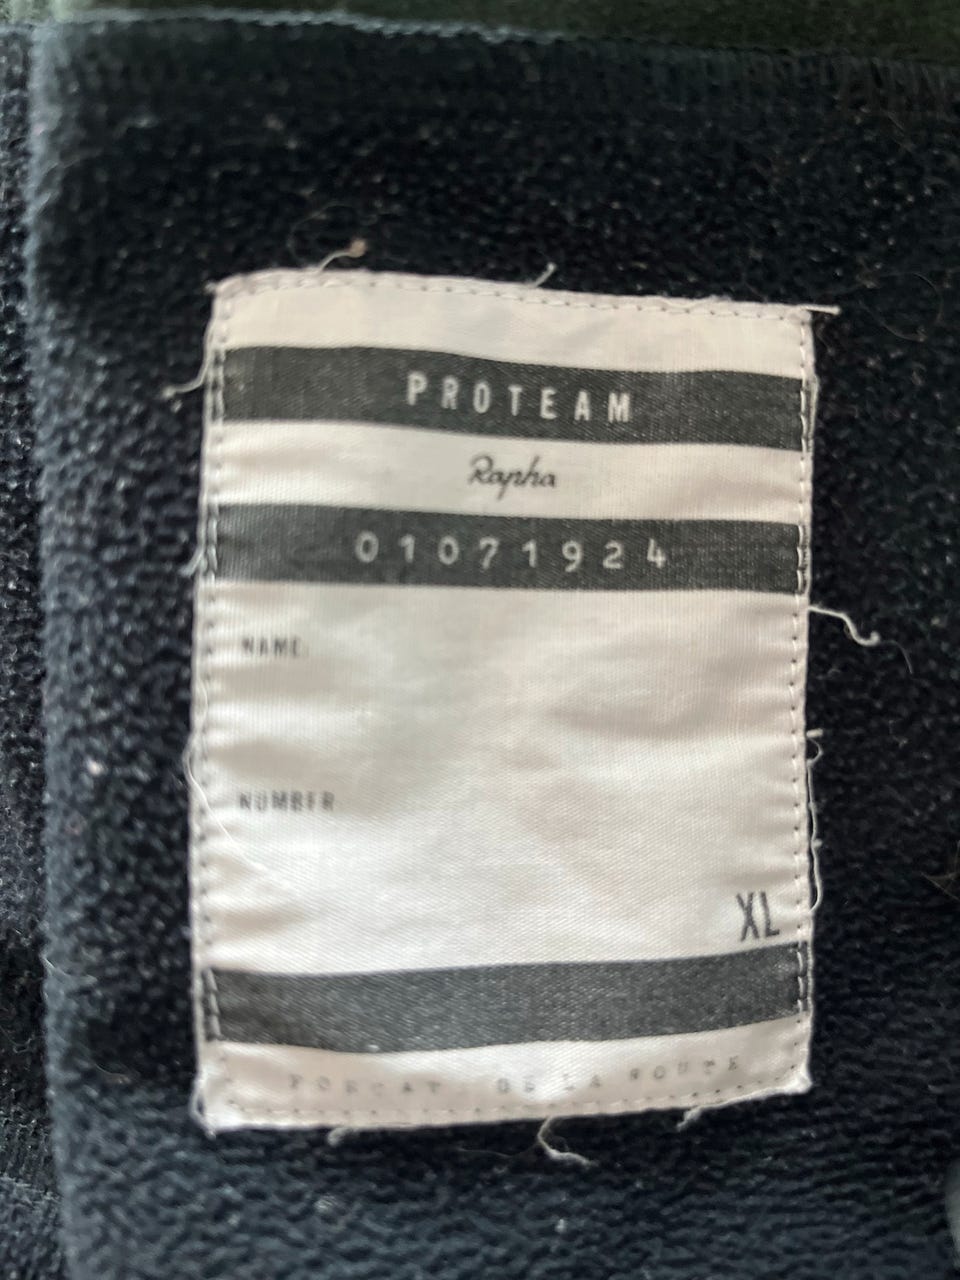 PROTEAM
Rapha
01071924
NAME
NUMBER
XL
FORCAT DE LA ROUTE